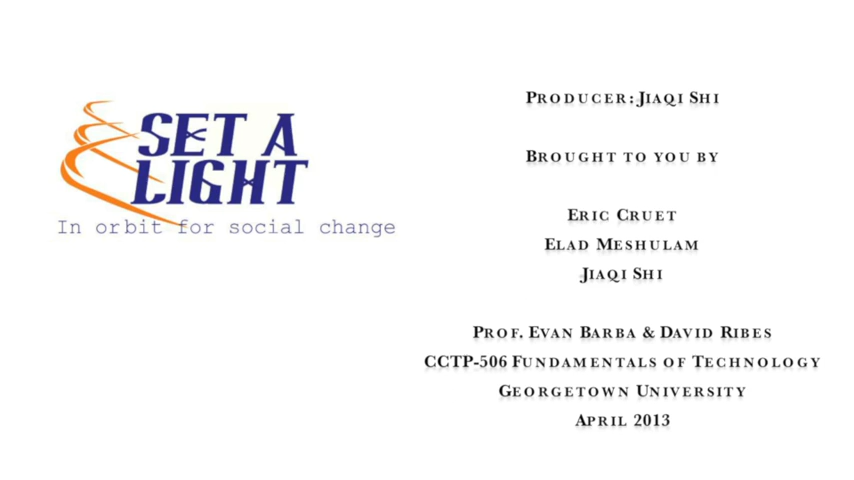 SET A
LIGHT
In orbit for social change
PRODUCER: JIAQI SHI
BROUGHT TO YOU BY
ERIC CRUET
ELAD MESHULAM
JIAQI SHI
PROF. EVAN BARBA & DAVID RIBES
CCTP-506 FUNDAMENTALS OF TECHNOLOGY
GEORGETOWN UNIVERSITY
APRIL 2013